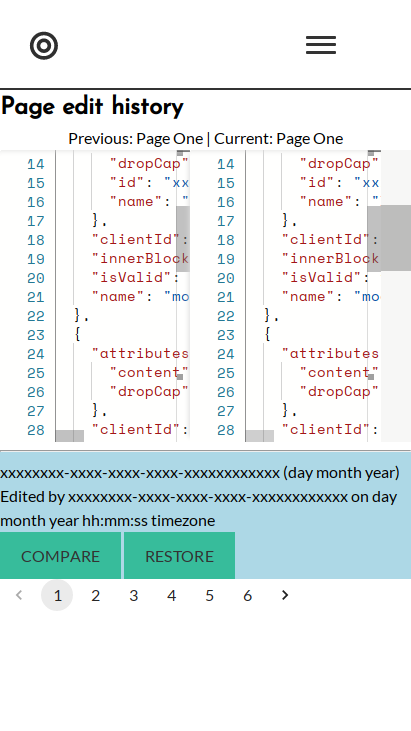 Page edit history
Previous: Page One | Current: Page One
14 "dropCap" 14 "dropCap"
15 "id": "xx 15 "id": "xx
16 "name": " 16 "name": "
17 }, 17 },
18 "clientId": 18 "clientId":
19 "innerBlock 19 "innerBlock
20 "isValid": 20 "isValid":
21 "name": "mo 21 "name": "mo
22 }, 22 },
23 { 23 {
24 "attributes 24 "attributes
25 "content" 25 "content"
26 "dropCap" 26 "dropCap"
27 }, 27 },
28 "clientId": 28 "clientId":
xxxxxxxx-xxxx-xxxx-xxxx-xxxxxxxxxxxx (day month year)
Edited by xxxxxxxx-xxxx-xxxx-xxxx-xxxxxxxxxxxx on day
month year hh:mm:ss timezone
COMPARE RESTORE
1 2 3 4 5 6